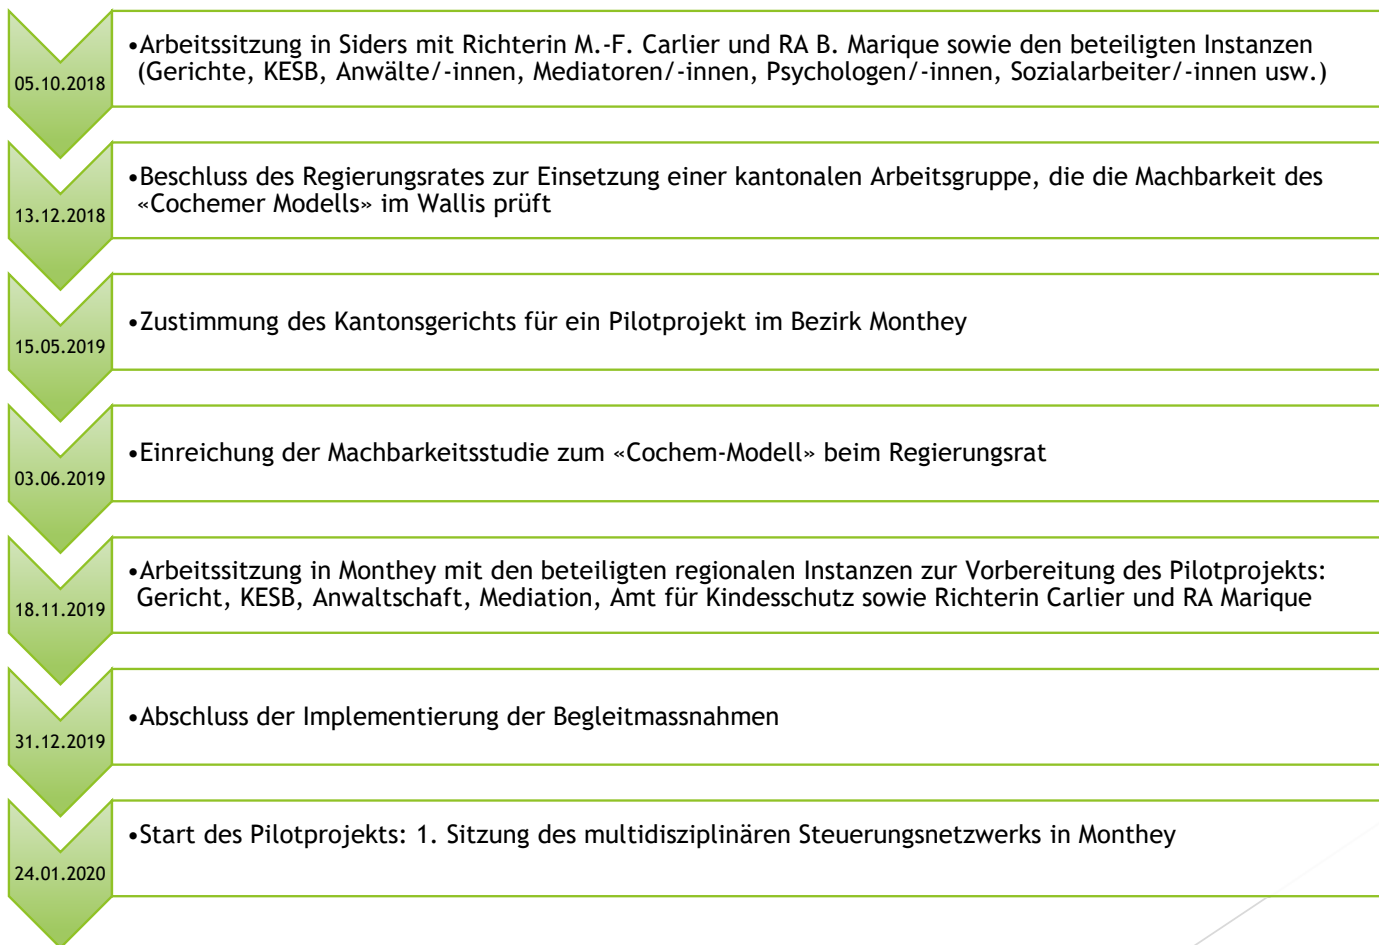 05.10.2018
•Arbeitssitzung in Siders mit Richterin M.-F. Carlier und RA B. Marique sowie den beteiligten Instanzen
(Gerichte, KESB, Anwälte/-innen, Mediatoren/-innen, Psychologen/-innen, Sozialarbeiter/-innen usw.)
13.12.2018
•Beschluss des Regierungsrates zur Einsetzung einer kantonalen Arbeitsgruppe, die die Machbarkeit des
«Cochemer Modells» im Wallis prüft
15.05.2019
•Zustimmung des Kantonsgerichts für ein Pilotprojekt im Bezirk Monthey
03.06.2019
•Einreichung der Machbarkeitsstudie zum «Cochem-Modell» beim Regierungsrat
18.11.2019
•Arbeitssitzung in Monthey mit den beteiligten regionalen Instanzen zur Vorbereitung des Pilotprojekts:
Gericht, KESB, Anwaltschaft, Mediation, Amt für Kindesschutz sowie Richterin Carlier und RA Marique
31.12.2019
•Abschluss der Implementierung der Begleitmassnahmen
24.01.2020
•Start des Pilotprojekts: 1. Sitzung des multidisziplinären Steuerungsnetzwerks in Monthey